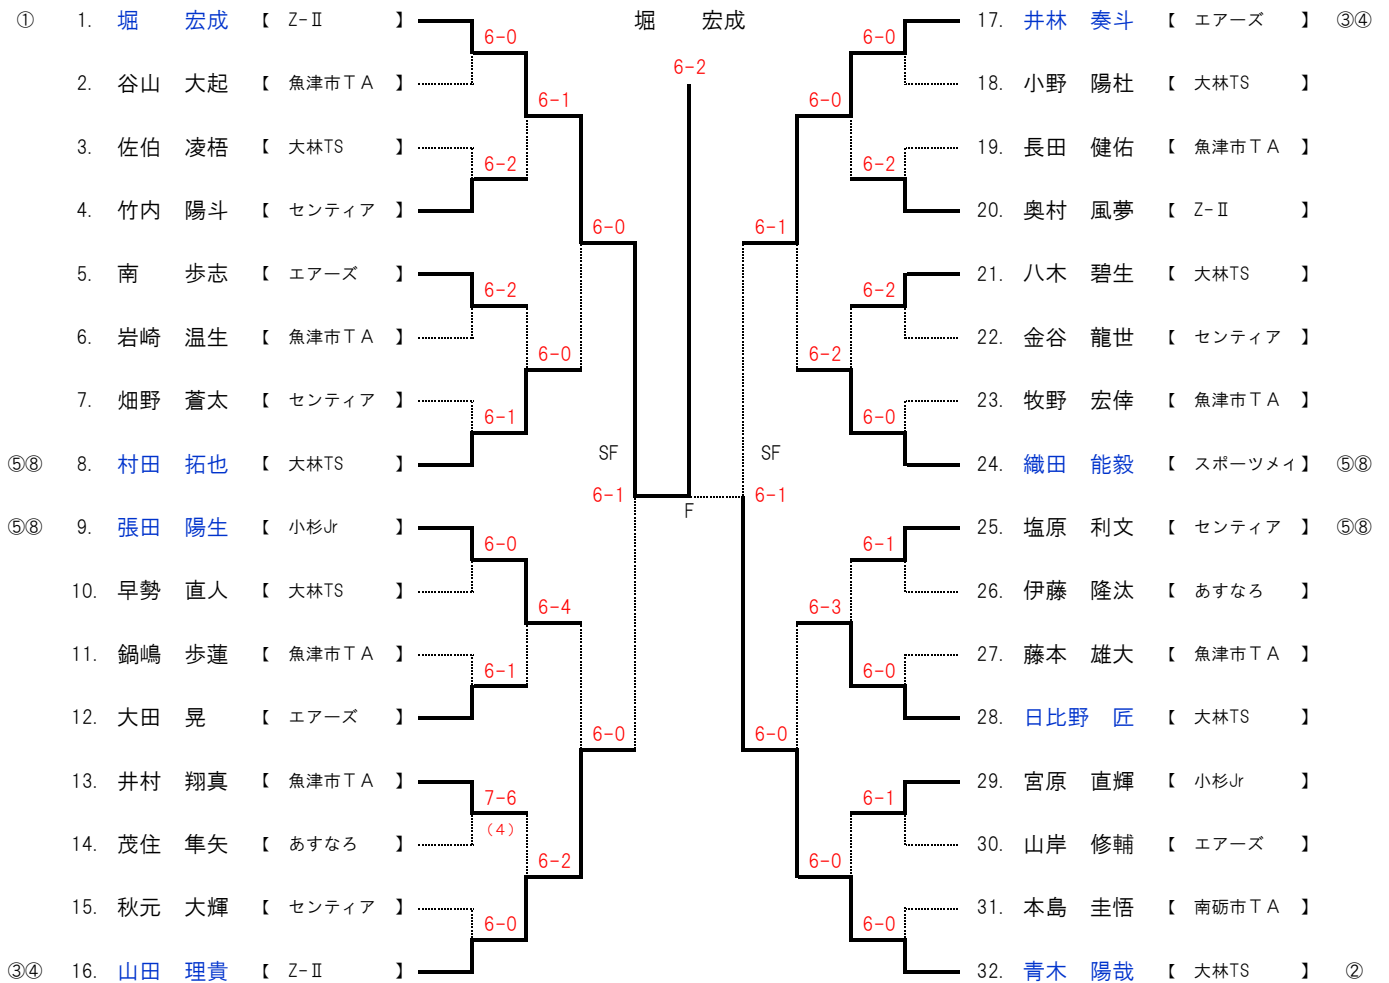 ① 1. 堀 宏成 【 Z-Ⅱ 】
2. 谷山 大起 【 魚津市ＴＡ 】
3. 佐伯 凌梧 【 大林TS 】
4. 竹内 陽斗 【 センティア 】
5. 南 歩志 【 エアーズ 】
6. 岩崎 温生 【 魚津市ＴＡ 】
7. 畑野 蒼太 【 センティア 】
⑤⑧ 8. 村田 拓也 【 大林TS 】
⑤⑧ 9. 張田 陽生 【 小杉Jr 】
10. 早勢 直人 【 大林TS 】
11. 鍋嶋 歩蓮 【 魚津市ＴＡ 】
12. 大田 晃 【 エアーズ 】
13. 井村 翔真 【 魚津市ＴＡ 】
14. 茂住 隼矢 【 あすなろ 】
15. 秋元 大輝 【 センティア 】
③④ 16. 山田 理貴 【 Z-Ⅱ 】
6-0
6-2
6-2
6-1
6-0
6-1
7-6
(4)
6-0
6-1
6-0
6-4
6-2
6-0
6-0
SF
6-1
堀 宏成
6-2
F
SF
6-1
6-1
6-0
6-0
6-2
6-3
6-0
6-0
6-2
6-2
6-0
6-1
6-0
6-1
6-0
17. 井林 奏斗 【 エアーズ 】 ③④
18. 小野 陽杜 【 大林TS 】
19. 長田 健佑 【 魚津市ＴＡ 】
20. 奥村 風夢 【 Z-Ⅱ 】
21. 八木 碧生 【 大林TS 】
22. 金谷 龍世 【 センティア 】
23. 牧野 宏倖 【 魚津市ＴＡ 】
24. 織田 能毅 【 スポーツメイ 】 ⑤⑧
25. 塩原 利文 【 センティア 】 ⑤⑧
26. 伊藤 隆汰 【 あすなろ 】
27. 藤本 雄大 【 魚津市ＴＡ 】
28. 日比野 匠 【 大林TS 】
29. 宮原 直輝 【 小杉Jr 】
30. 山岸 修輔 【 エアーズ 】
31. 本島 圭悟 【 南砺市ＴＡ 】
32. 青木 陽哉 【 大林TS 】 ②